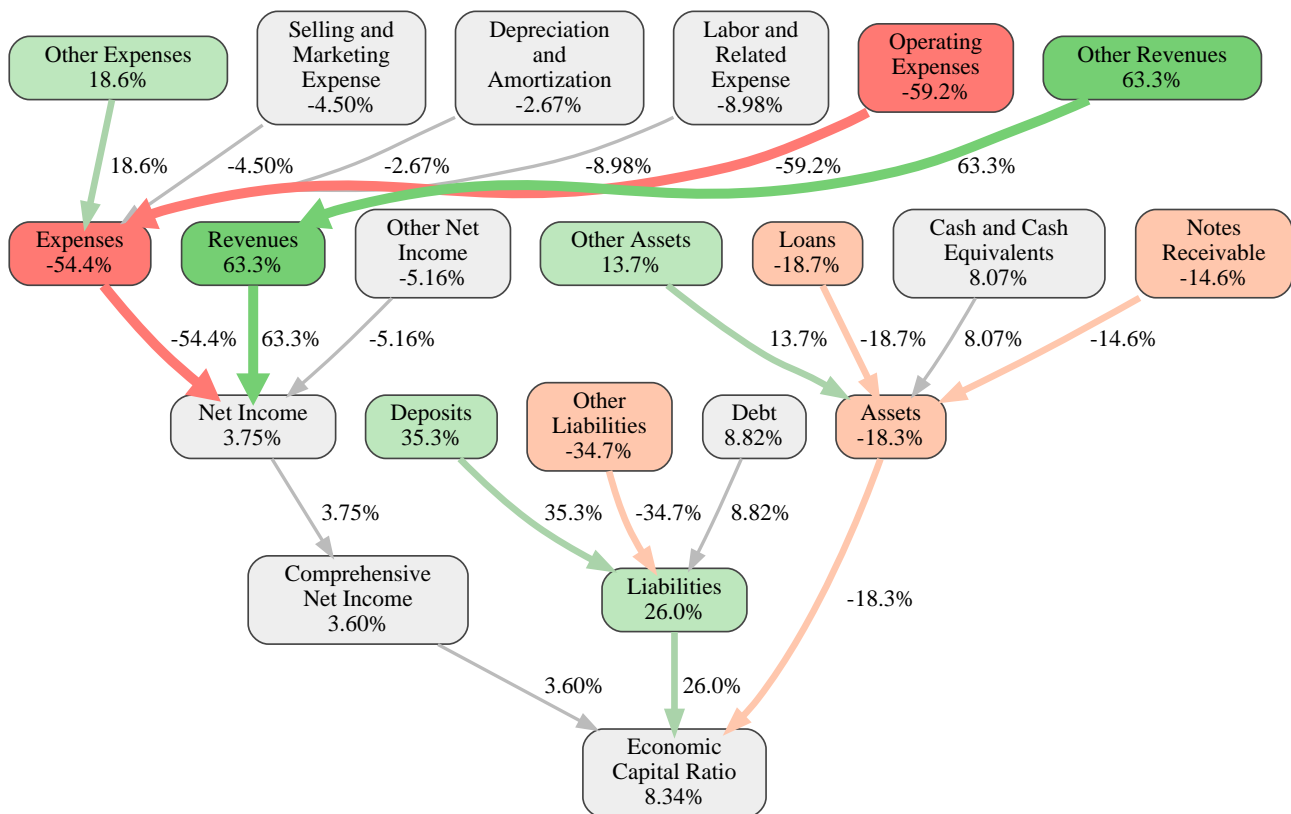 Other Expenses
18.6%
Selling and
Marketing
Expense
-4.50%
Depreciation
and
Amortization
-2.67%
Labor and
Related
Expense
-8.98%
Operating
Expenses
-59.2%
Other Revenues
63.3%
18.6%
-4.50%
-2.67%
-8.98%
-59.2%
63.3%
Expenses
-54.4%
Revenues
63.3%
Other Net
Income
-5.16%
Other Assets
13.7%
Loans
-18.7%
Cash and Cash
Equivalents
8.07%
Notes
Receivable
-14.6%
-54.4%
63.3%
-5.16%
13.7%
-18.7%
8.07%
-14.6%
Net Income
3.75%
Deposits
35.3%
Other
Liabilities
-34.7%
Debt
8.82%
Assets
-18.3%
3.75%
35.3%
-34.7%
8.82%
-18.3%
Comprehensive
Net Income
3.60%
Liabilities
26.0%
3.60%
26.0%
Economic
Capital Ratio
8.34%